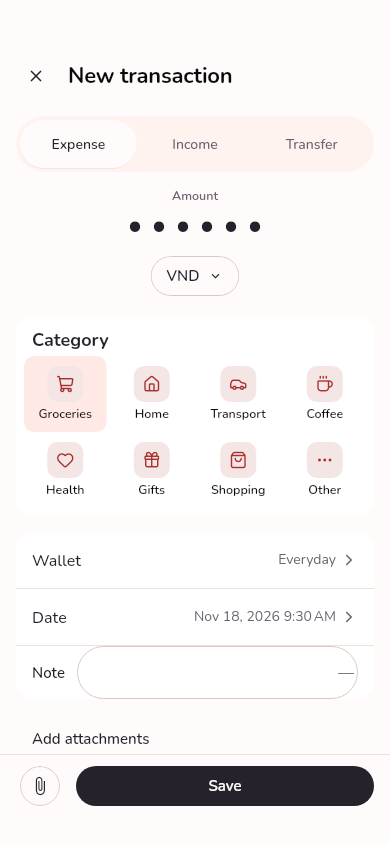 New transaction
Expense Income Transfer
Amount
••••••
VND
Category
Groceries Home Transport Coffee
Health Gifts Shopping Other
Wallet Everyday
Date Nov 18, 2026 9:30 AM
Note —
Add attachments
Save